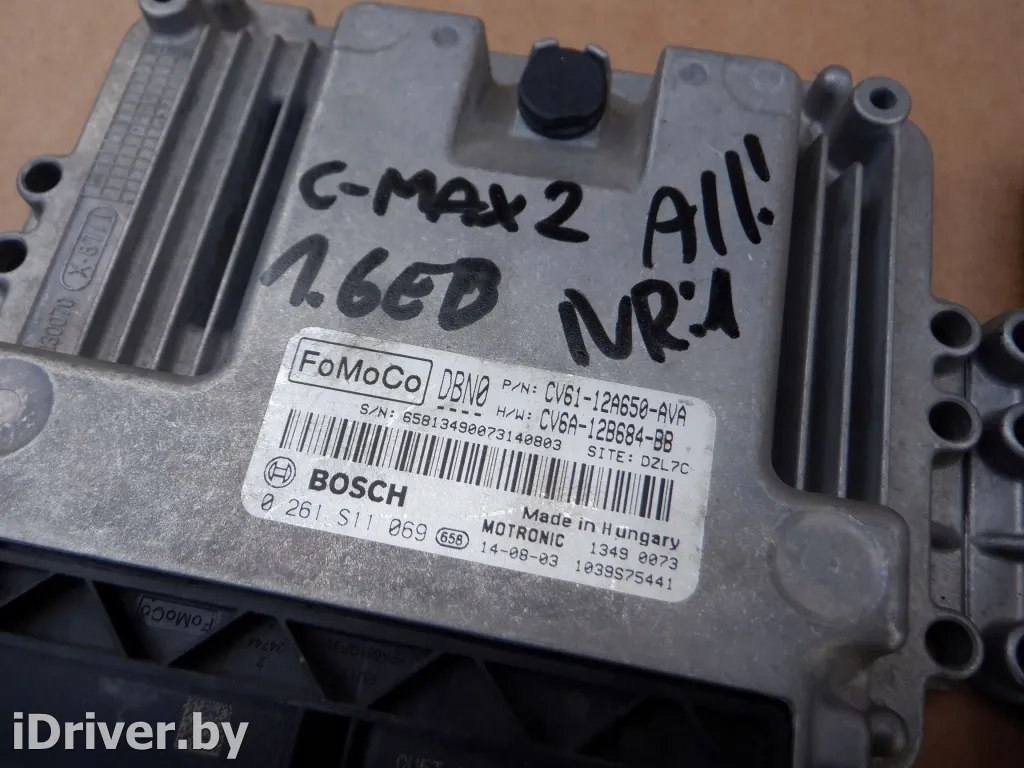 C-MAX 2 All!
1.6EB NR:1
FoMoCo DBN0 P/N: CV61-12A650-AVA
H/W: CV6A-12B684-BB
S/N: 65813490073140803 SITE: DZL7C
BOSCH
Made in Hungary
0 261 S11 069 658 MOTRONIC 1349 0073
14-08-03 1039S75441
FoMoCo
iDriver.by